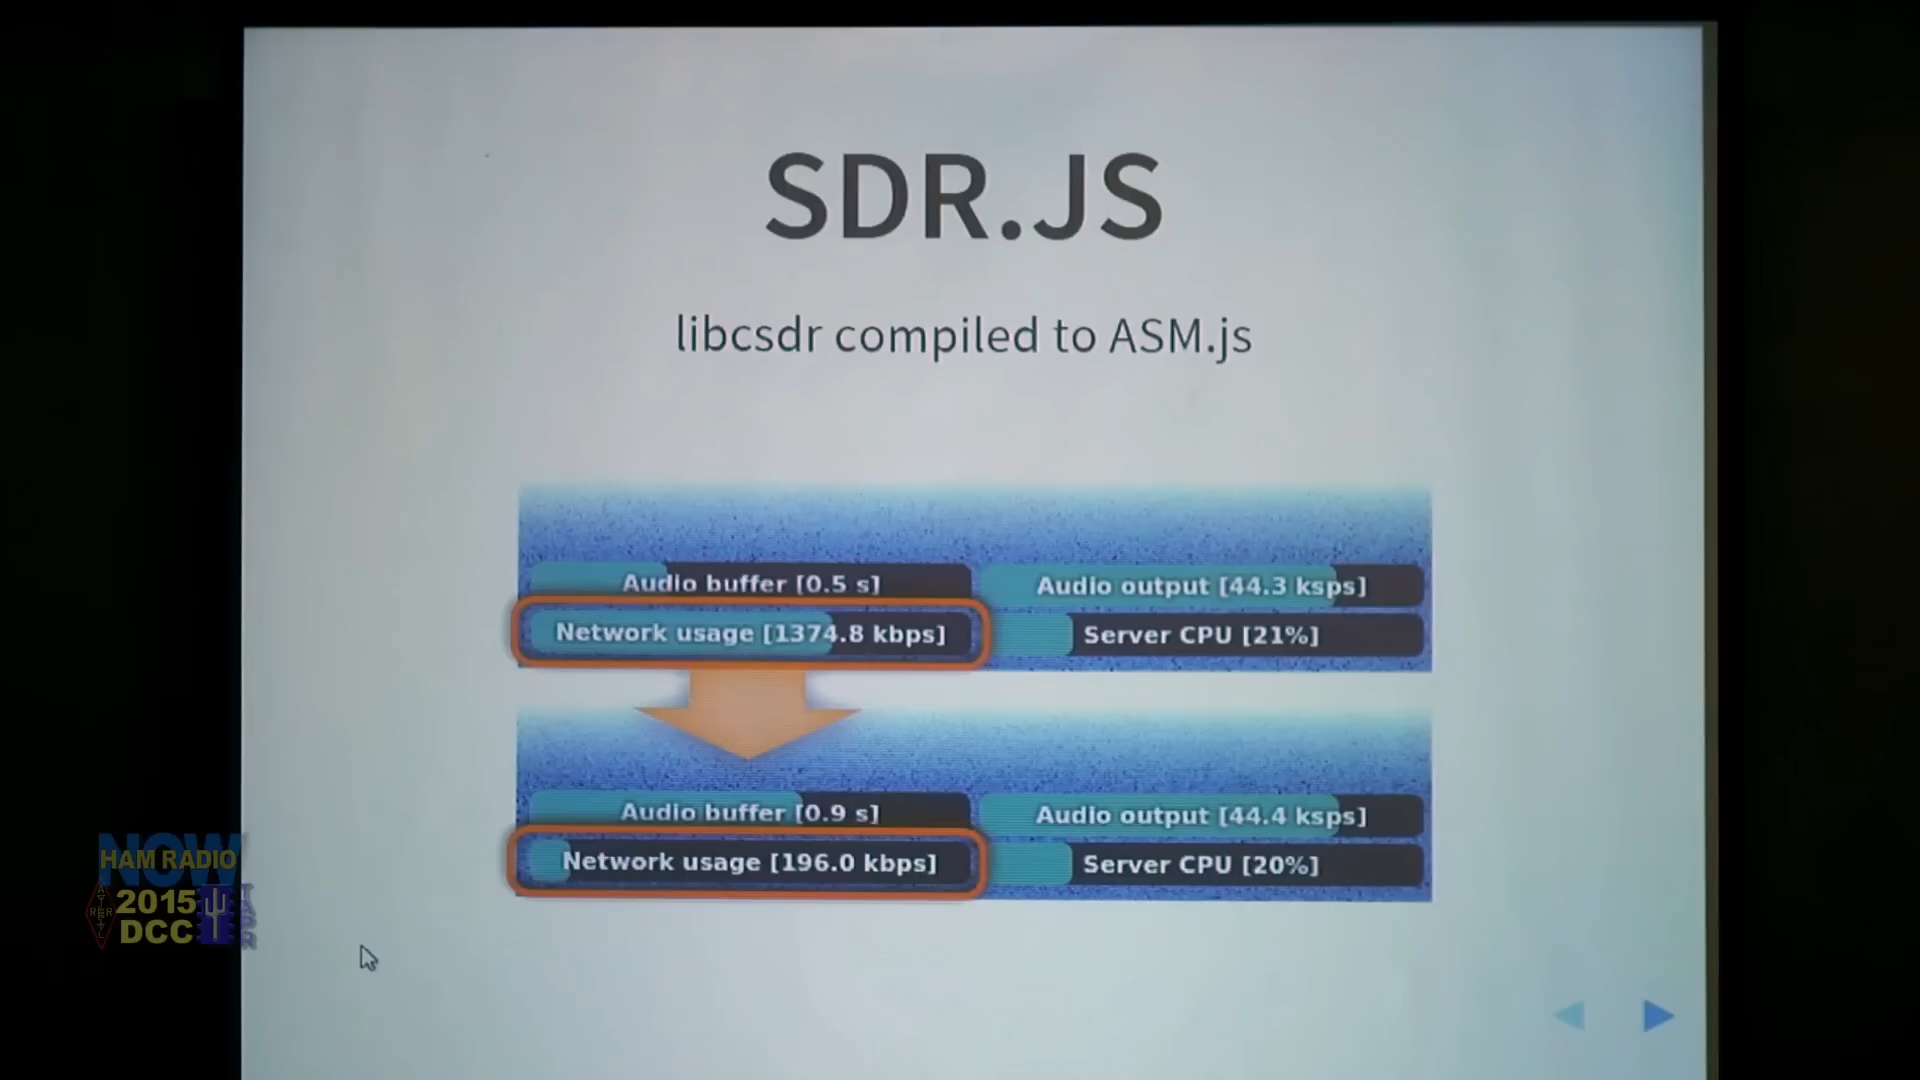 SDR.JS
libcsdr compiled to ASM.js
Audio buffer [0.5 s]
Audio output [44.3 ksps]
Network usage [1374.8 kbps]
Server CPU [21%]
Audio buffer [0.9 s]
Audio output [44.4 ksps]
Network usage [196.0 kbps]
Server CPU [20%]
NOW
HAM RADIO
2015
DCC
TAPR